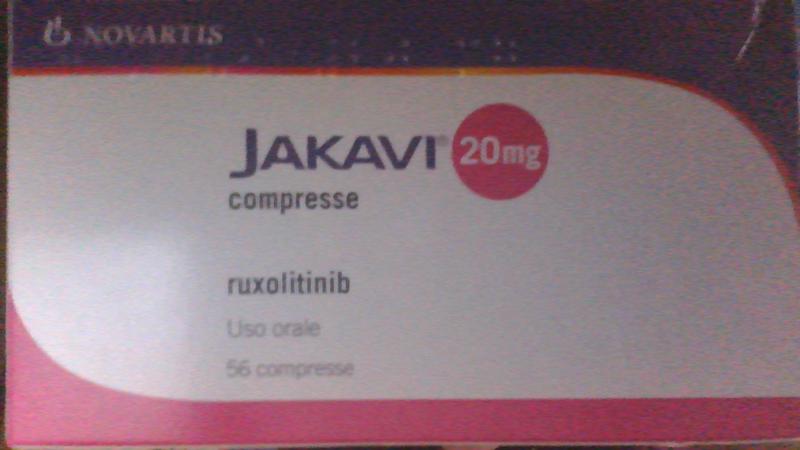 NOVARTIS
JAKAVI® 20mg
compresse
ruxolitinib
Uso orale
56 compresse